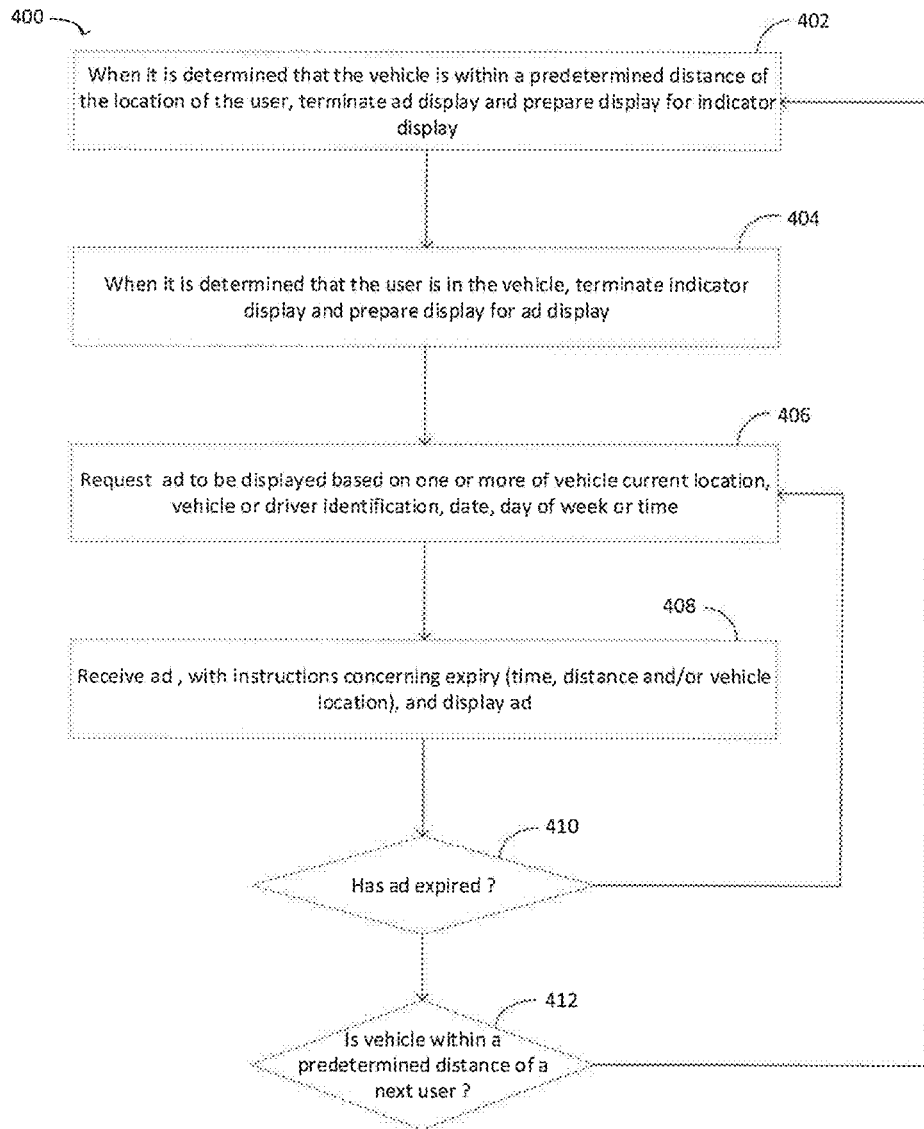 400
402
When it is determined that the vehicle is within a predetermined distance of
the location of the user, terminate ad display and prepare display for indicator
display
404
When it is determined that the user is in the vehicle, terminate indicator
display and prepare display for ad display
406
Request ad to be displayed based on one or more of vehicle current location,
vehicle or driver identification, date, day of week or time
408
Receive ad , with instructions concerning expiry (time, distance and/or vehicle
location), and display ad
410
Has ad expired ?
412
Is vehicle within a
predetermined distance of a
next user ?